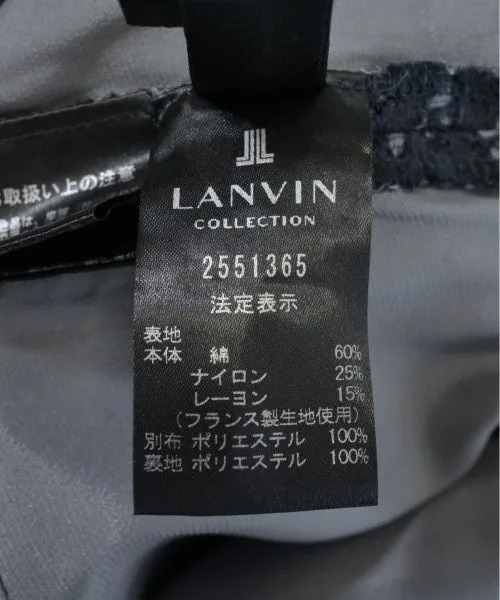 取扱い上の注意
LANVIN
COLLECTION
2551365
法定表示
表地
本体 綿 60%
ナイロン 25%
レーヨン 15%
(フランス製生地使用)
別布 ポリエステル 100%
裏地 ポリエステル 100%